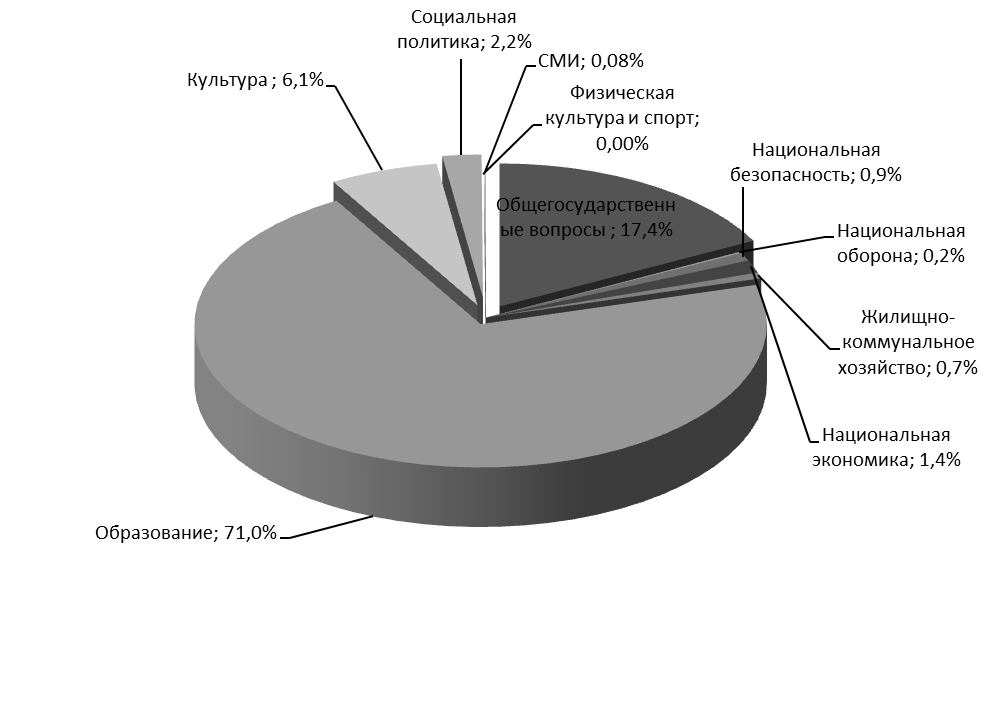 Социальная
политика; 2,2%
СМИ; 0,08%
Культура ; 6,1%
Физическая
культура и спорт;
0,00%
Национальная
безопасность; 0,9%
Общегосударственн
ые вопросы ; 17,4%
Национальная
оборона; 0,2%
Жилищно-
коммунальное
хозяйство; 0,7%
Национальная
экономика; 1,4%
Образование; 71,0%